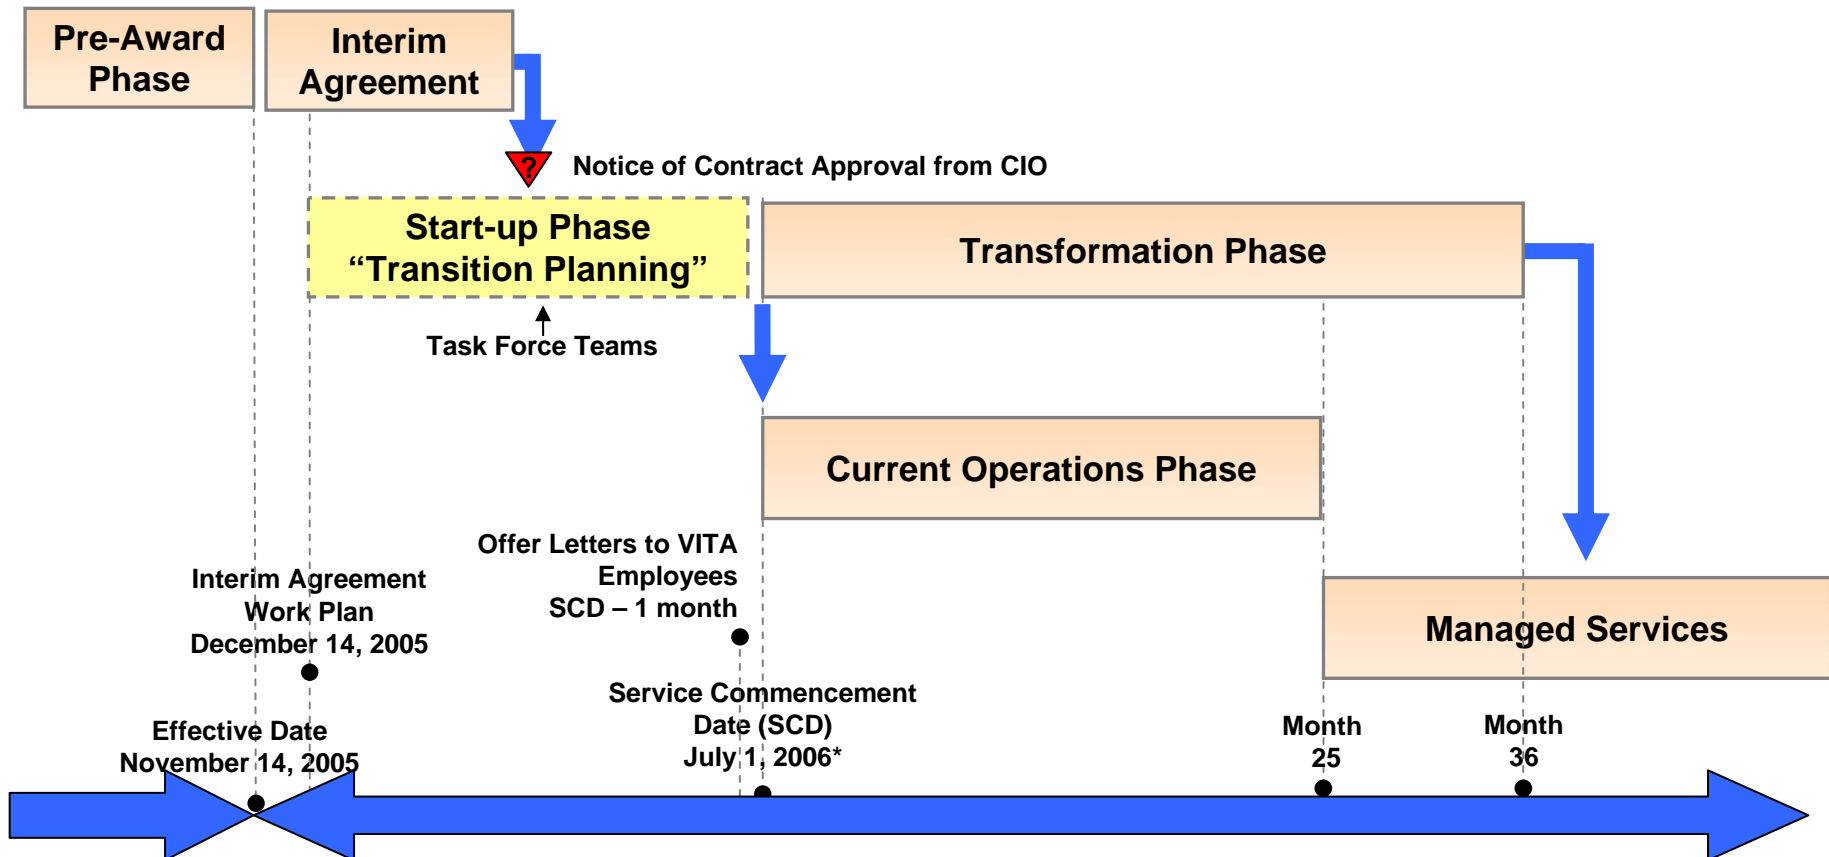 Pre-Award
Phase
Interim
Agreement
?
Notice of Contract Approval from CIO
Start-up Phase
“Transition Planning”
Transformation Phase
Task Force Teams
Current Operations Phase
Offer Letters to VITA
Employees
SCD – 1 month
Interim Agreement
Work Plan
December 14, 2005
Managed Services
Service Commencement
Date (SCD)
July 1, 2006*
Effective Date
November 14, 2005
Month
25
Month
36